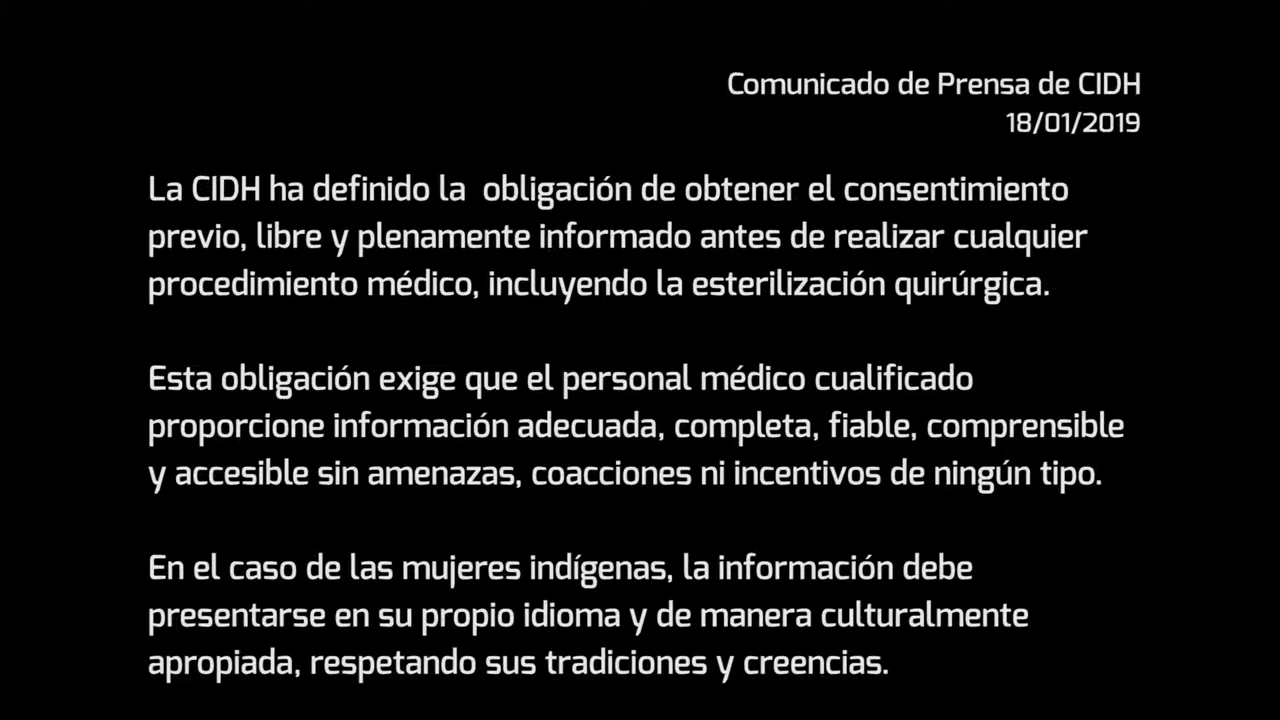 Comunicado de Prensa de CIDH
18/01/2019
La CIDH ha definido la obligación de obtener el consentimiento
previo, libre y plenamente informado antes de realizar cualquier
procedimiento médico, incluyendo la esterilización quirúrgica.
Esta obligación exige que el personal médico cualificado
proporcione información adecuada, completa, fiable, comprensible
y accesible sin amenazas, coacciones ni incentivos de ningún tipo.
En el caso de las mujeres indígenas, la información debe
presentarse en su propio idioma y de manera culturalmente
apropiada, respetando sus tradiciones y creencias.